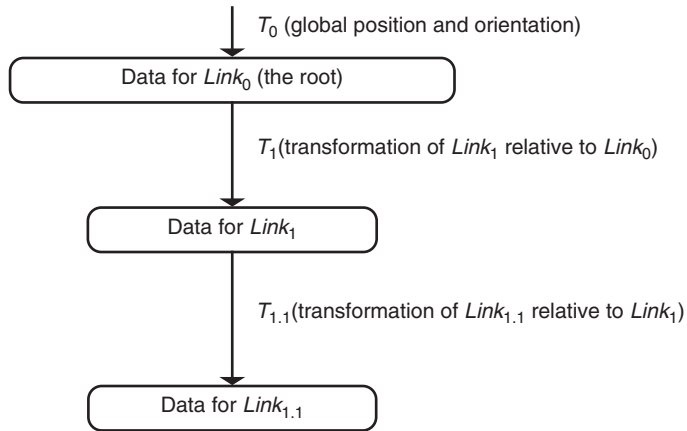 T₀ (global position and orientation)
Data for Link₀ (the root)
T₁(transformation of Link₁ relative to Link₀)
Data for Link₁
T₁.₁(transformation of Link₁.₁ relative to Link₁)
Data for Link₁.₁